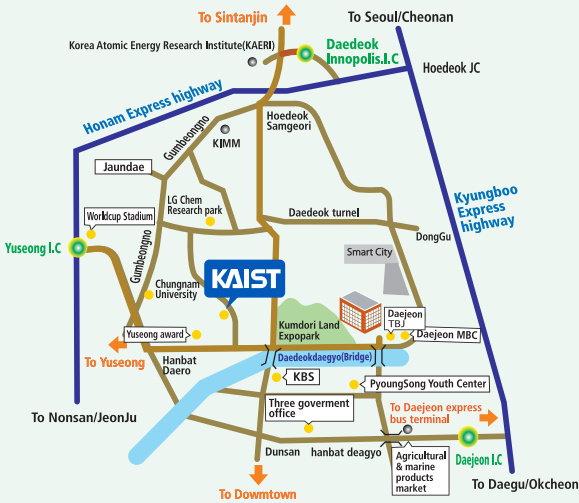 To Sintanjin
To Seoul/Cheonan
Korea Atomic Energy Research Institute(KAERI)
Daedeok
Innopolis.I.C
Hoedeok JC
Honam Express highway
Gumbeongno
KIMM
Hoedeok
Samgeori
Jaundae
LG Chem
Research park
Kyungboo
Express
highway
Worldcup Stadium
Daedeok turnel
DongGu
Yuseong I.C
Gumbeongno
Smart City
KAIST
Chungnam
University
Kumdori Land
Expopark
Daejeon
TBJ
Daejeon MBC
Yuseong award
To Yuseong
Hanbat
Daero
Daedeokdaegyo(Bridge)
KBS
PyoungSong Youth Center
Three goverment
office
To Daejeon express
bus terminal
To Nonsan/JeonJu
Dunsan
hanbat deagyo
Agricultural
& marine
products
market
Daejeon I.C
To Daegu/Okcheon
To Dowmtown